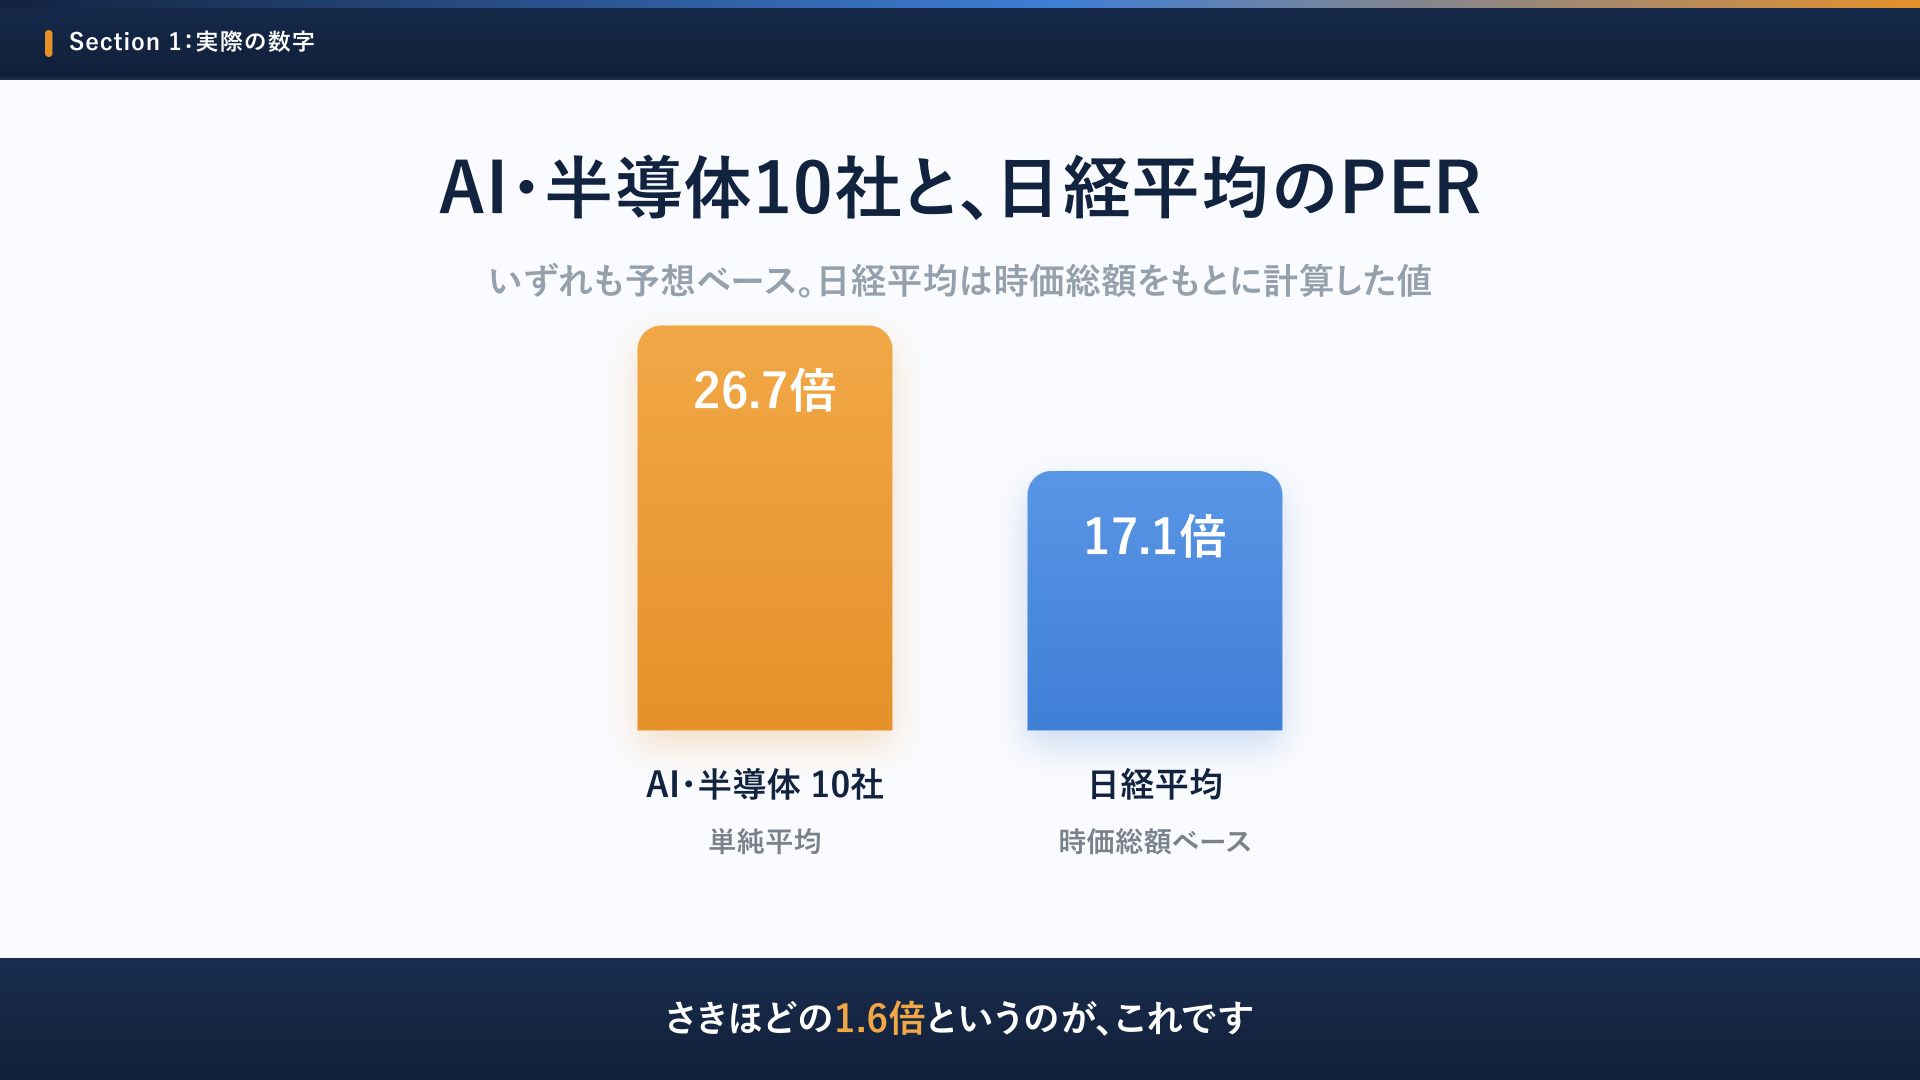 Section 1：実際の数字
AI・半導体10社と、日経平均のPER
いずれも予想ベース。日経平均は時価総額をもとに計算した値
26.7倍
17.1倍
AI・半導体 10社
日経平均
単純平均
時価総額ベース
さきほどの1.6倍というのが、これです